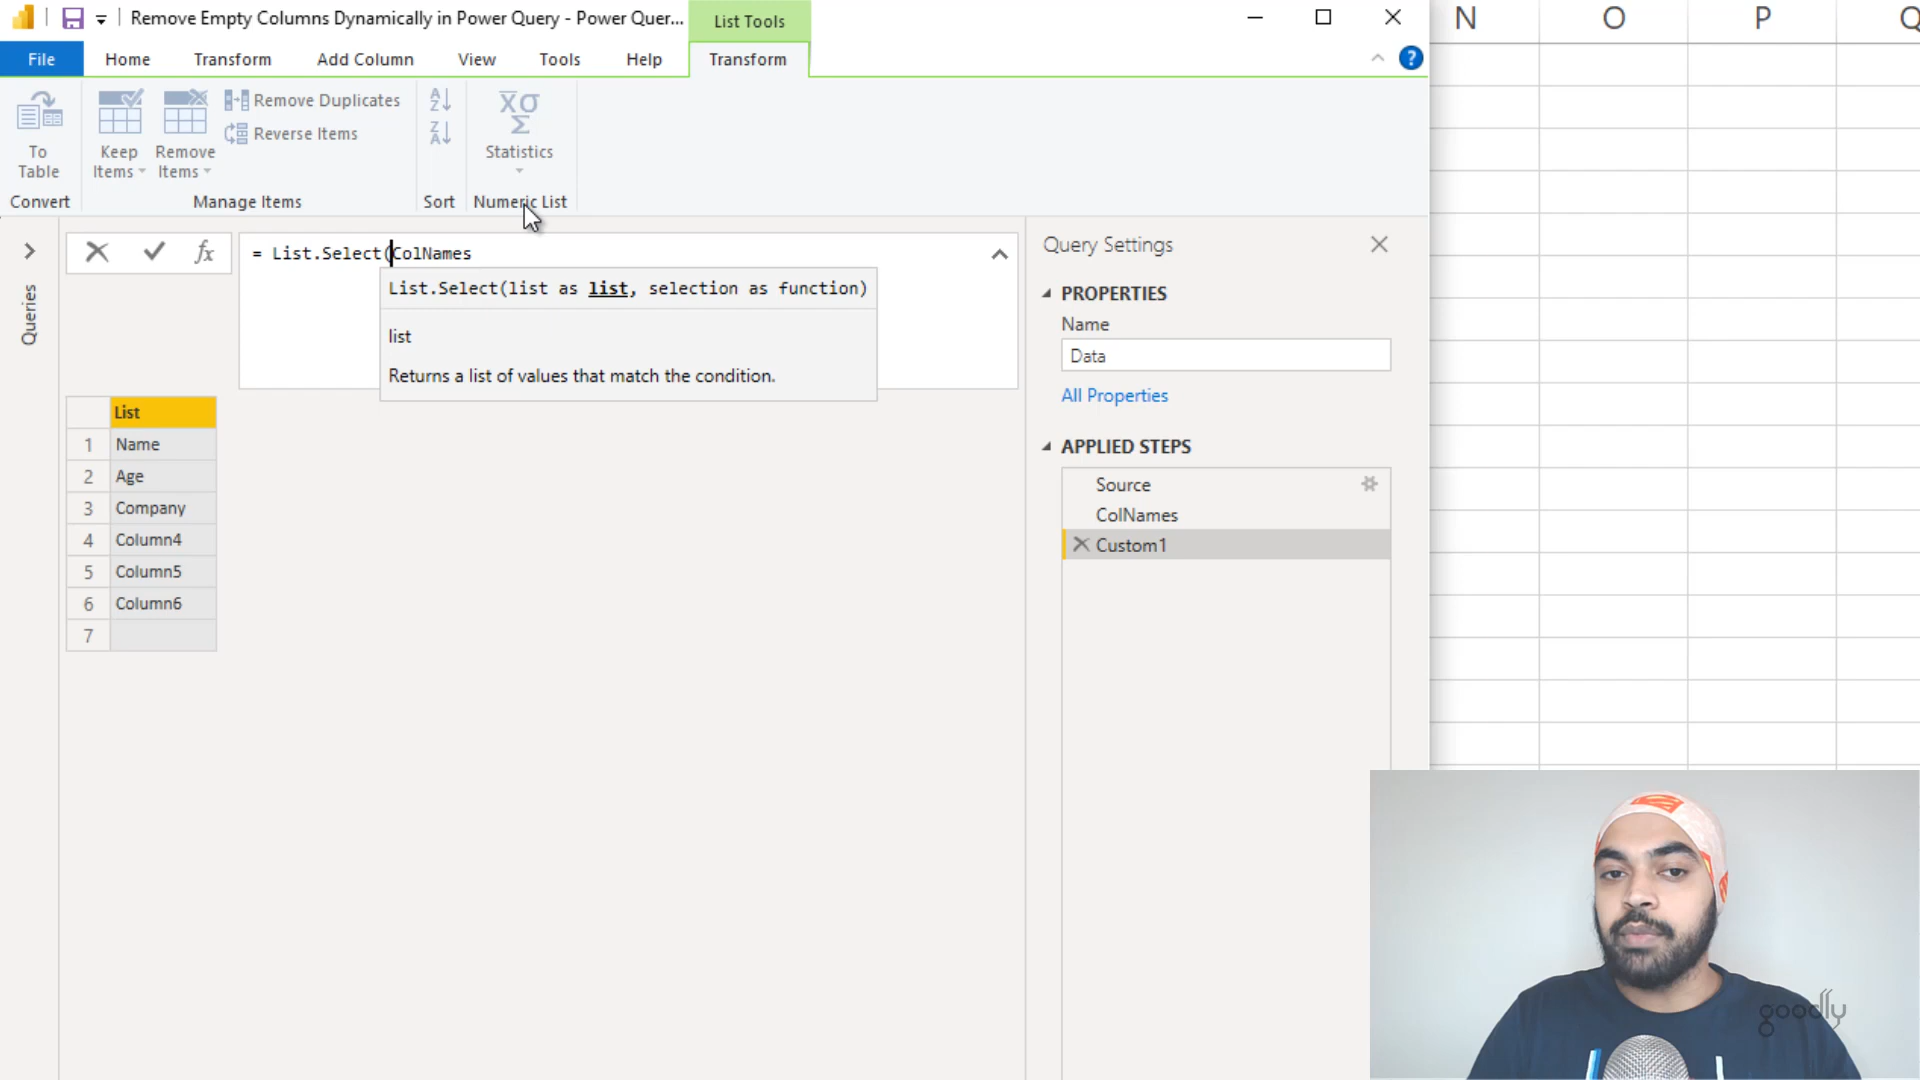 Remove Empty Columns Dynamically in Power Query - Power Quer...
List Tools
N O P Q
File Home Transform Add Column View Tools Help Transform
?
To Table
Keep Items
Remove Items
Remove Duplicates
Reverse Items
A Z
Z A
X̅σ Σ
Statistics
Convert Manage Items Sort Numeric List
Queries
fx
= List.Select(ColNames
List.Select(list as list, selection as function)
list
Returns a list of values that match the condition.
List
1 Name
2 Age
3 Company
4 Column4
5 Column5
6 Column6
7
Query Settings
PROPERTIES
Name
Data
All Properties
APPLIED STEPS
Source
ColNames
Custom1
goodly